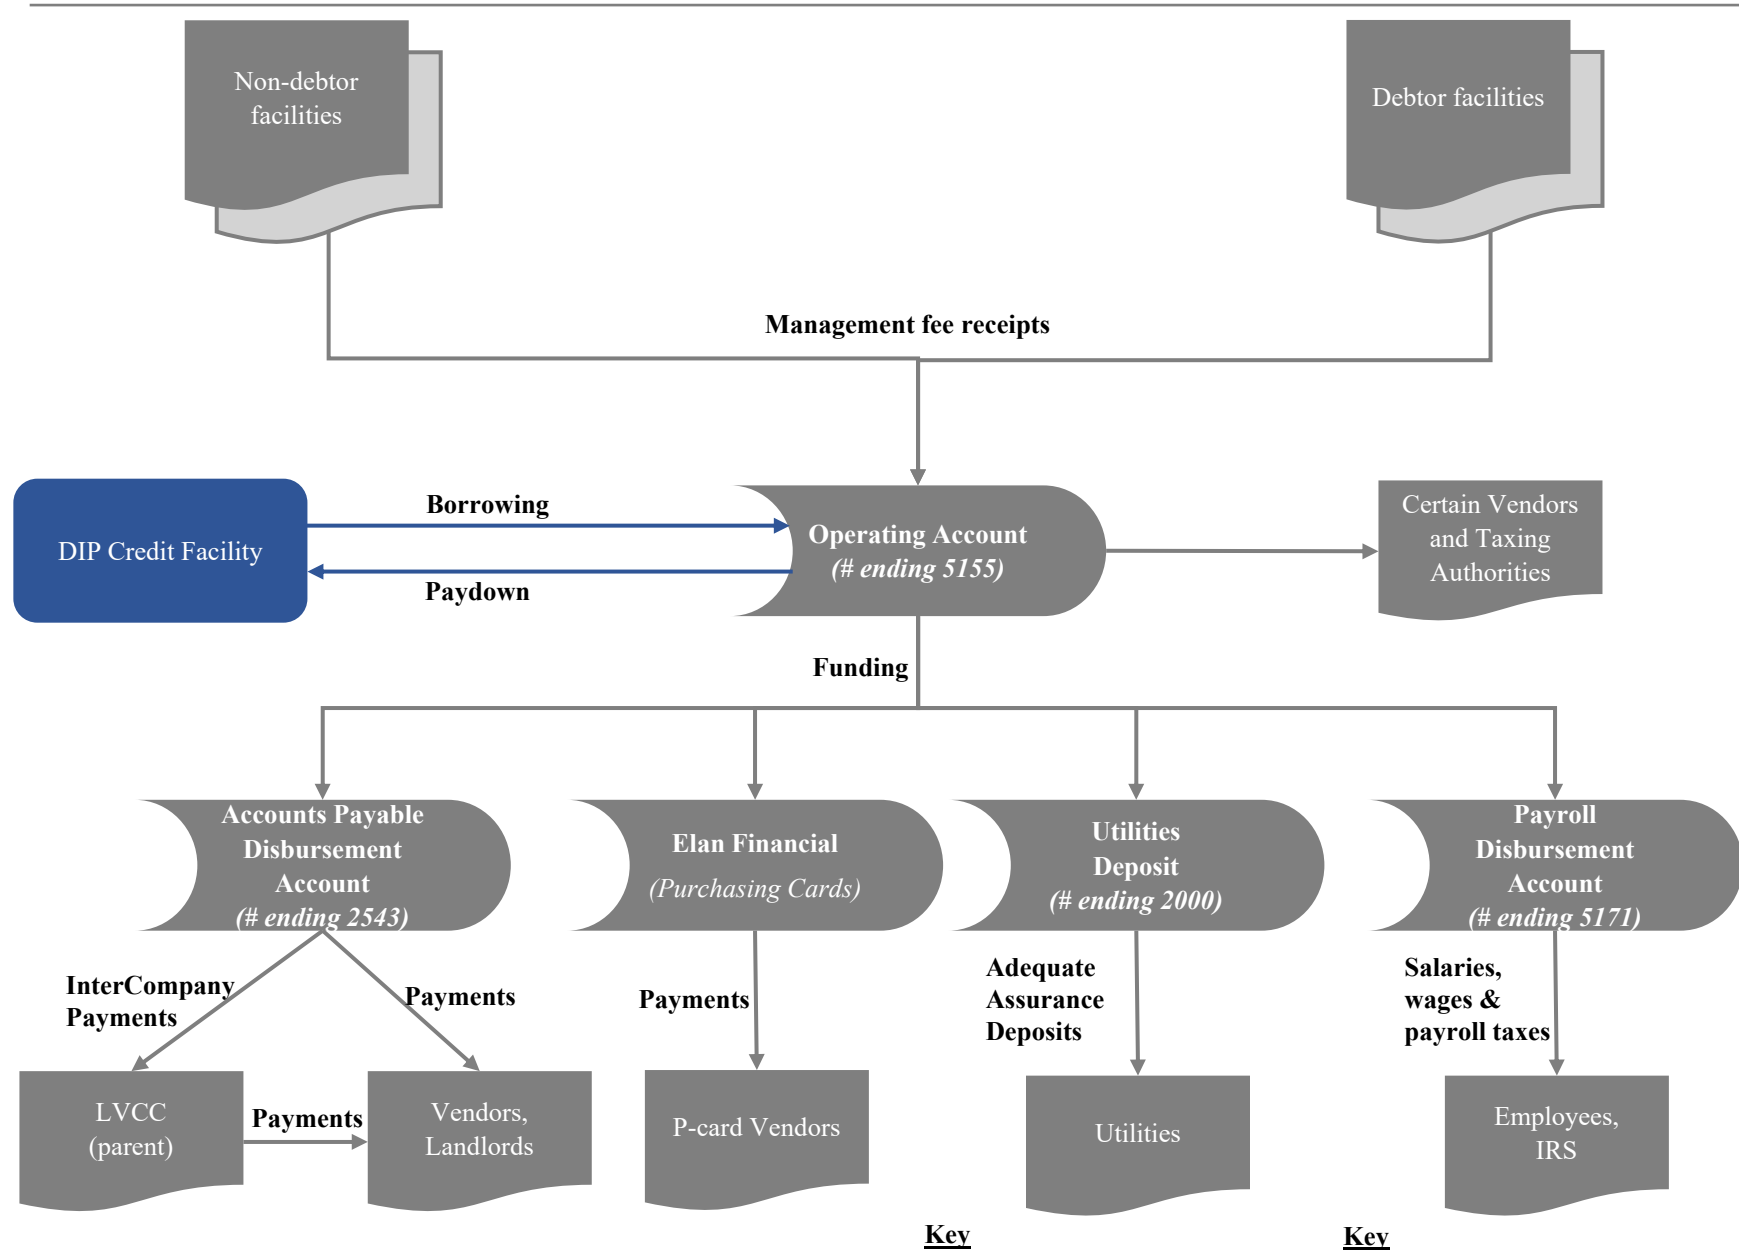 Non-debtor
facilities
Debtor facilities
Management fee receipts
DIP Credit Facility
Borrowing
Paydown
Operating Account
(# ending 5155)
Certain Vendors
and Taxing
Authorities
Funding
Accounts Payable
Disbursement
Account
(# ending 2543)
Elan Financial
(Purchasing Cards)
Utilities
Deposit
(# ending 2000)
Payroll
Disbursement
Account
(# ending 5171)
InterCompany
Payments
Payments
Payments
Adequate
Assurance
Deposits
Salaries,
wages &
payroll taxes
LVCC
(parent)
Payments
Vendors,
Landlords
P-card Vendors
Utilities
Employees,
IRS
Key
Key